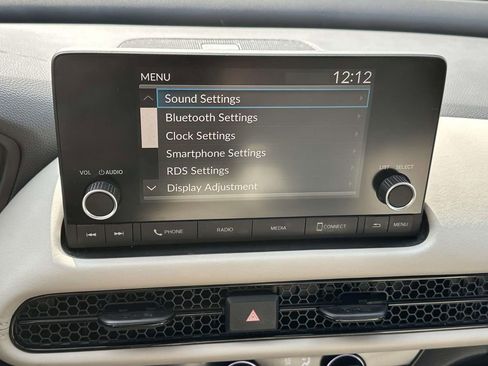 MENU 12:12
Sound Settings
Bluetooth Settings
Clock Settings
Smartphone Settings
RDS Settings
Display Adjustment
VOL AUDIO
LIST SELECT
PHONE RADIO MEDIA CONNECT MENU